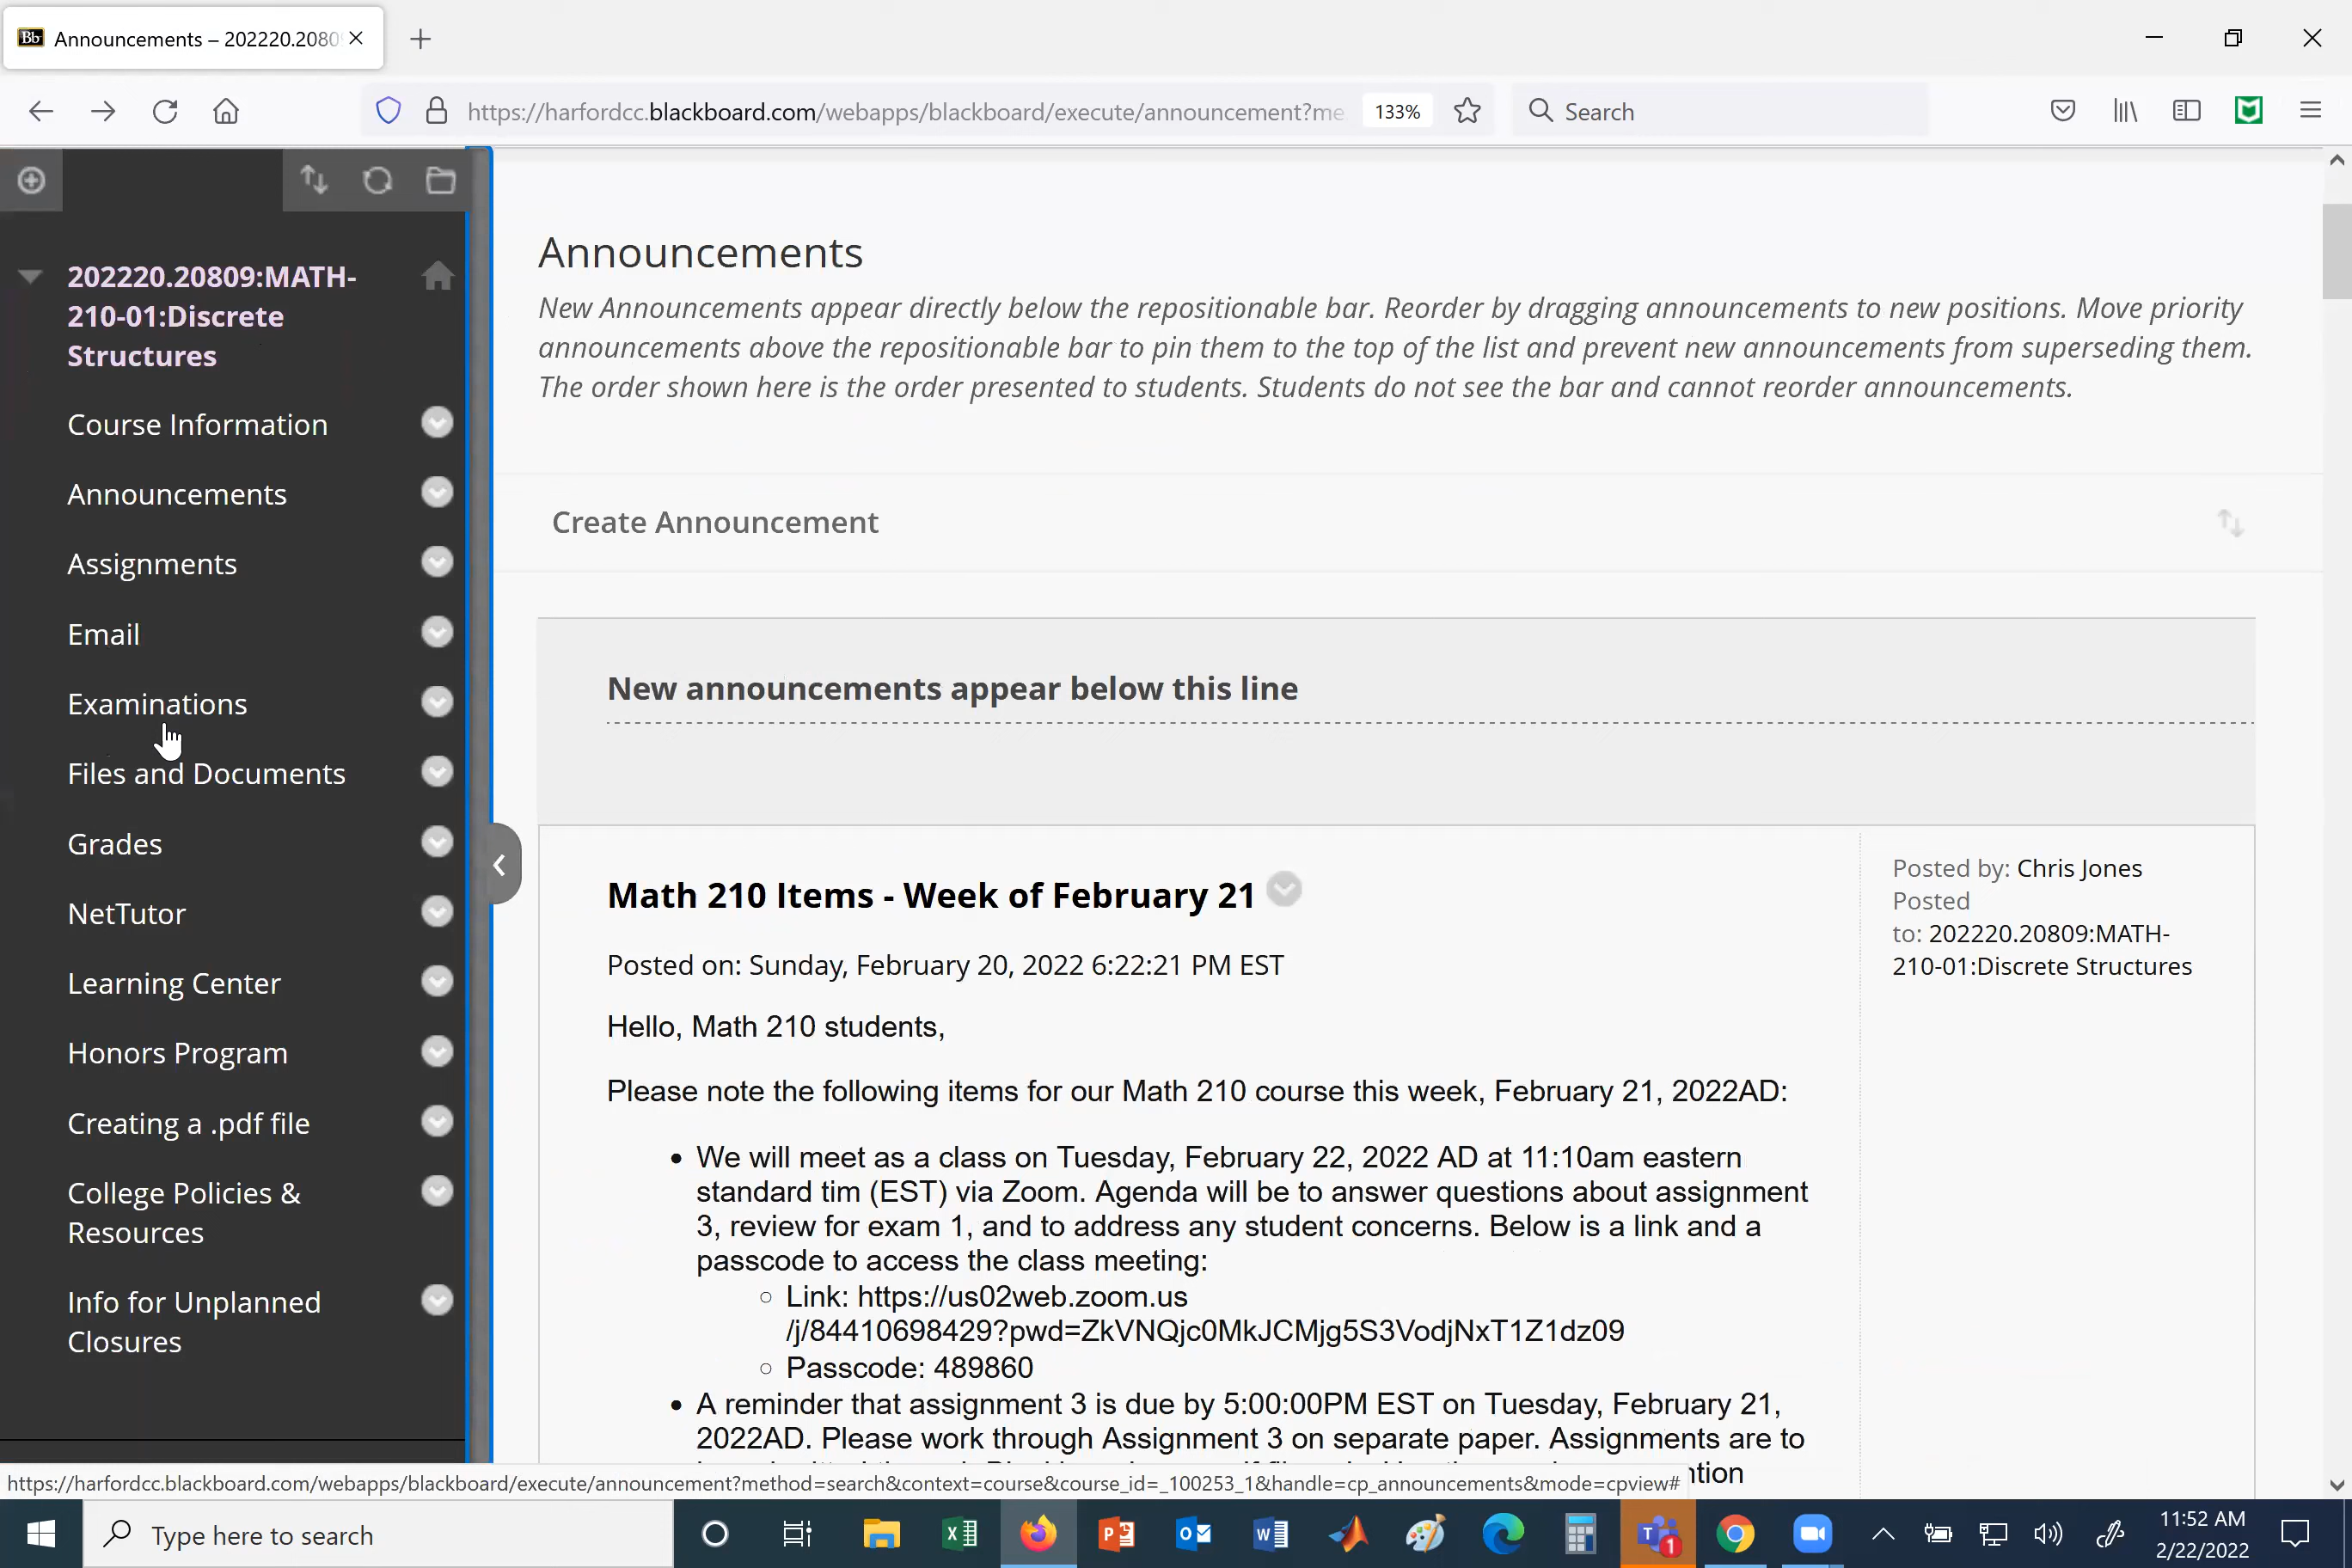 Bb Announcements – 202220.2080
https://harfordcc.blackboard.com/webapps/blackboard/execute/announcement?me
133%
Search
202220.20809:MATH-
210-01:Discrete
Structures
Course Information
Announcements
Assignments
Email
Examinations
Files and Documents
Grades
NetTutor
Learning Center
Honors Program
Creating a .pdf file
College Policies &
Resources
Info for Unplanned
Closures
Announcements
New Announcements appear directly below the repositionable bar. Reorder by dragging announcements to new positions. Move priority
announcements above the repositionable bar to pin them to the top of the list and prevent new announcements from superseding them.
The order shown here is the order presented to students. Students do not see the bar and cannot reorder announcements.
Create Announcement
New announcements appear below this line
Math 210 Items - Week of February 21
Posted on: Sunday, February 20, 2022 6:22:21 PM EST
Hello, Math 210 students,
Please note the following items for our Math 210 course this week, February 21, 2022AD:
• We will meet as a class on Tuesday, February 22, 2022 AD at 11:10am eastern
standard tim (EST) via Zoom. Agenda will be to answer questions about assignment
3, review for exam 1, and to address any student concerns. Below is a link and a
passcode to access the class meeting:
○ Link: https://us02web.zoom.us
/j/84410698429?pwd=ZkVNQjc0MkJCMjg5S3VodjNxT1Z1dz09
○ Passcode: 489860
• A reminder that assignment 3 is due by 5:00:00PM EST on Tuesday, February 21,
2022AD. Please work through Assignment 3 on separate paper. Assignments are to
Posted by: Chris Jones
Posted
to: 202220.20809:MATH-
210-01:Discrete Structures
https://harfordcc.blackboard.com/webapps/blackboard/execute/announcement?method=search&context=course&course_id=_100253_1&handle=cp_announcements&mode=cpview#
Type here to search
1
11:52 AM
2/22/2022